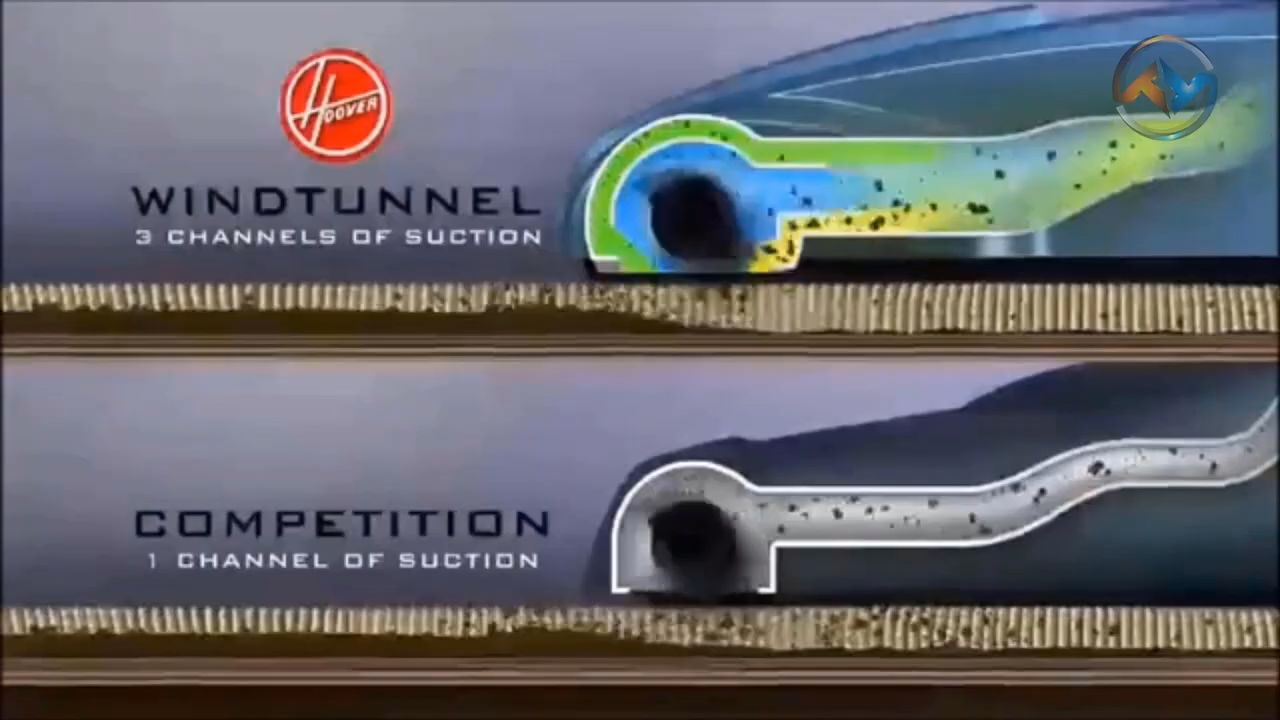 HOOVER
WINDTUNNEL
3 CHANNELS OF SUCTION
COMPETITION
1 CHANNEL OF SUCTION